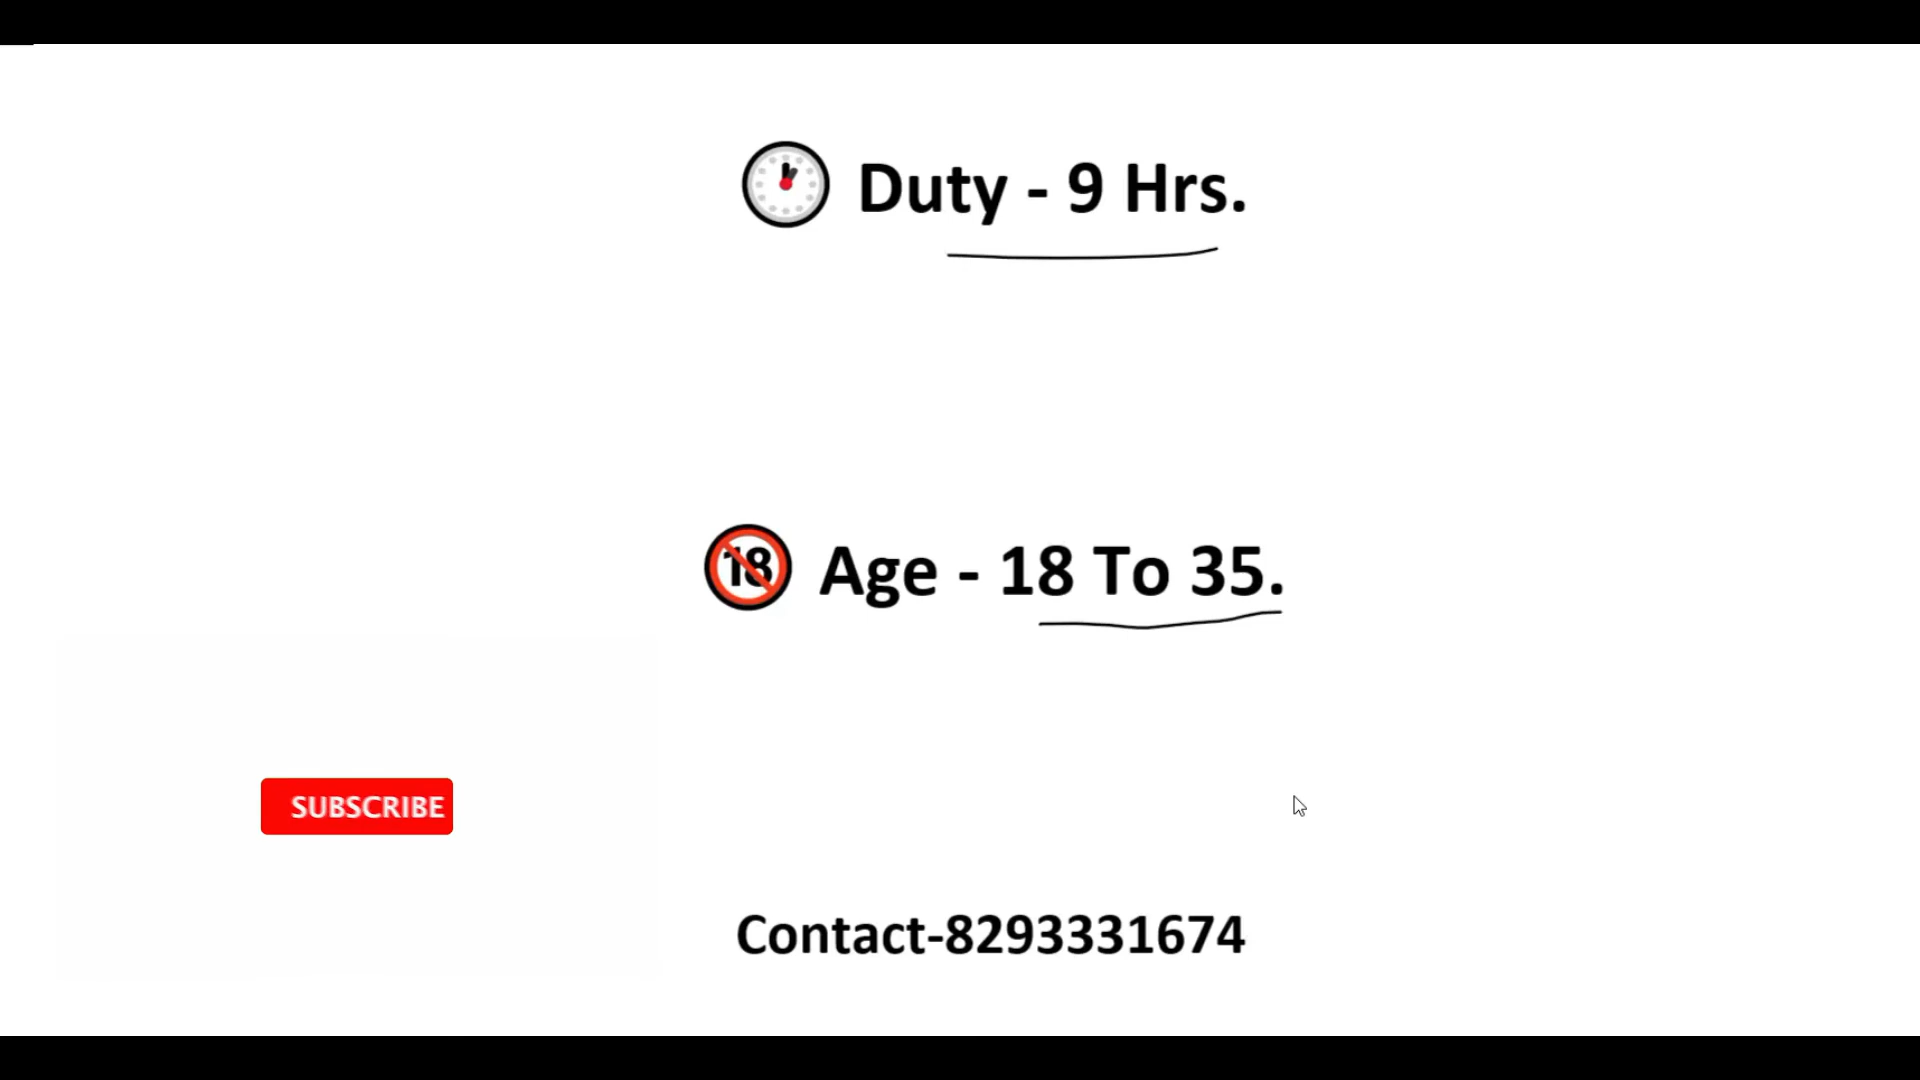 Duty - 9 Hrs.
18 Age - 18 To 35.
SUBSCRIBE
Contact-8293331674